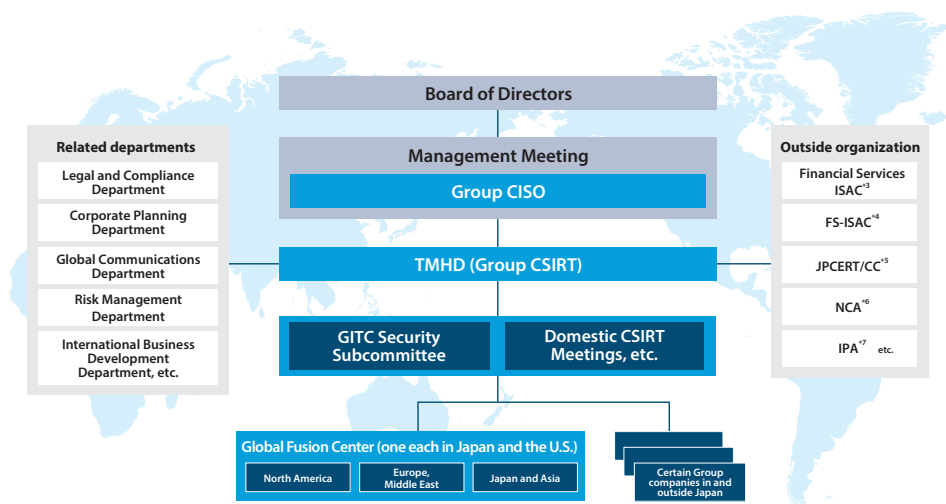 Board of Directors
Management Meeting
Group CISO
TMHD (Group CSIRT)
Related departments
Legal and Compliance
Department
Corporate Planning
Department
Global Communications
Department
Risk Management
Department
International Business
Development
Department, etc.
Outside organization
Financial Services
ISAC*3
FS-ISAC*4
JPCERT/CC*5
NCA*6
IPA*7 etc.
GITC Security
Subcommittee
Domestic CSIRT
Meetings, etc.
Global Fusion Center (one each in Japan and the U.S.)
North America
Europe,
Middle East
Japan and Asia
Certain Group
companies in and
outside Japan